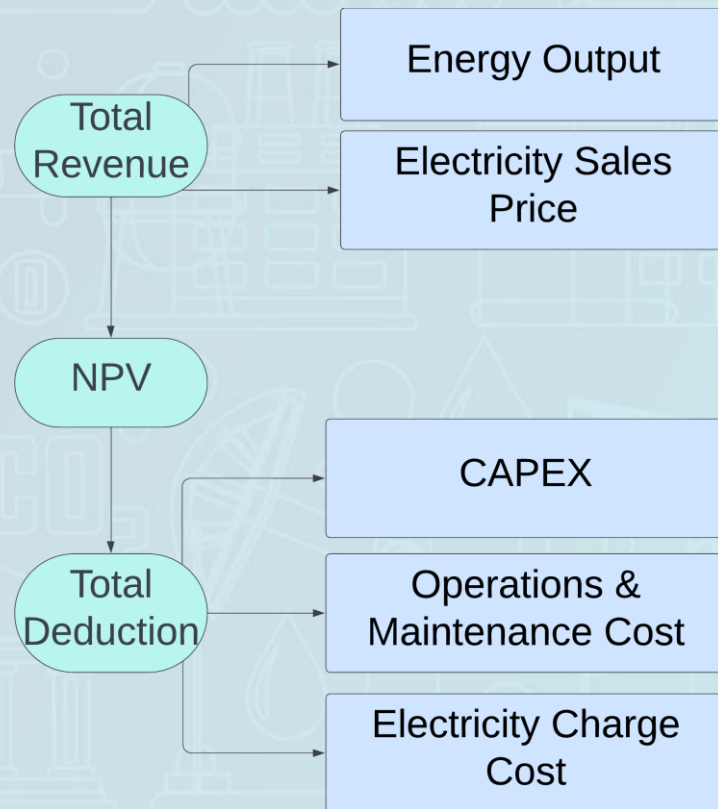 Energy Output
Total
Revenue
Electricity Sales
Price
NPV
CAPEX
Total
Deduction
Operations &
Maintenance Cost
Electricity Charge
Cost